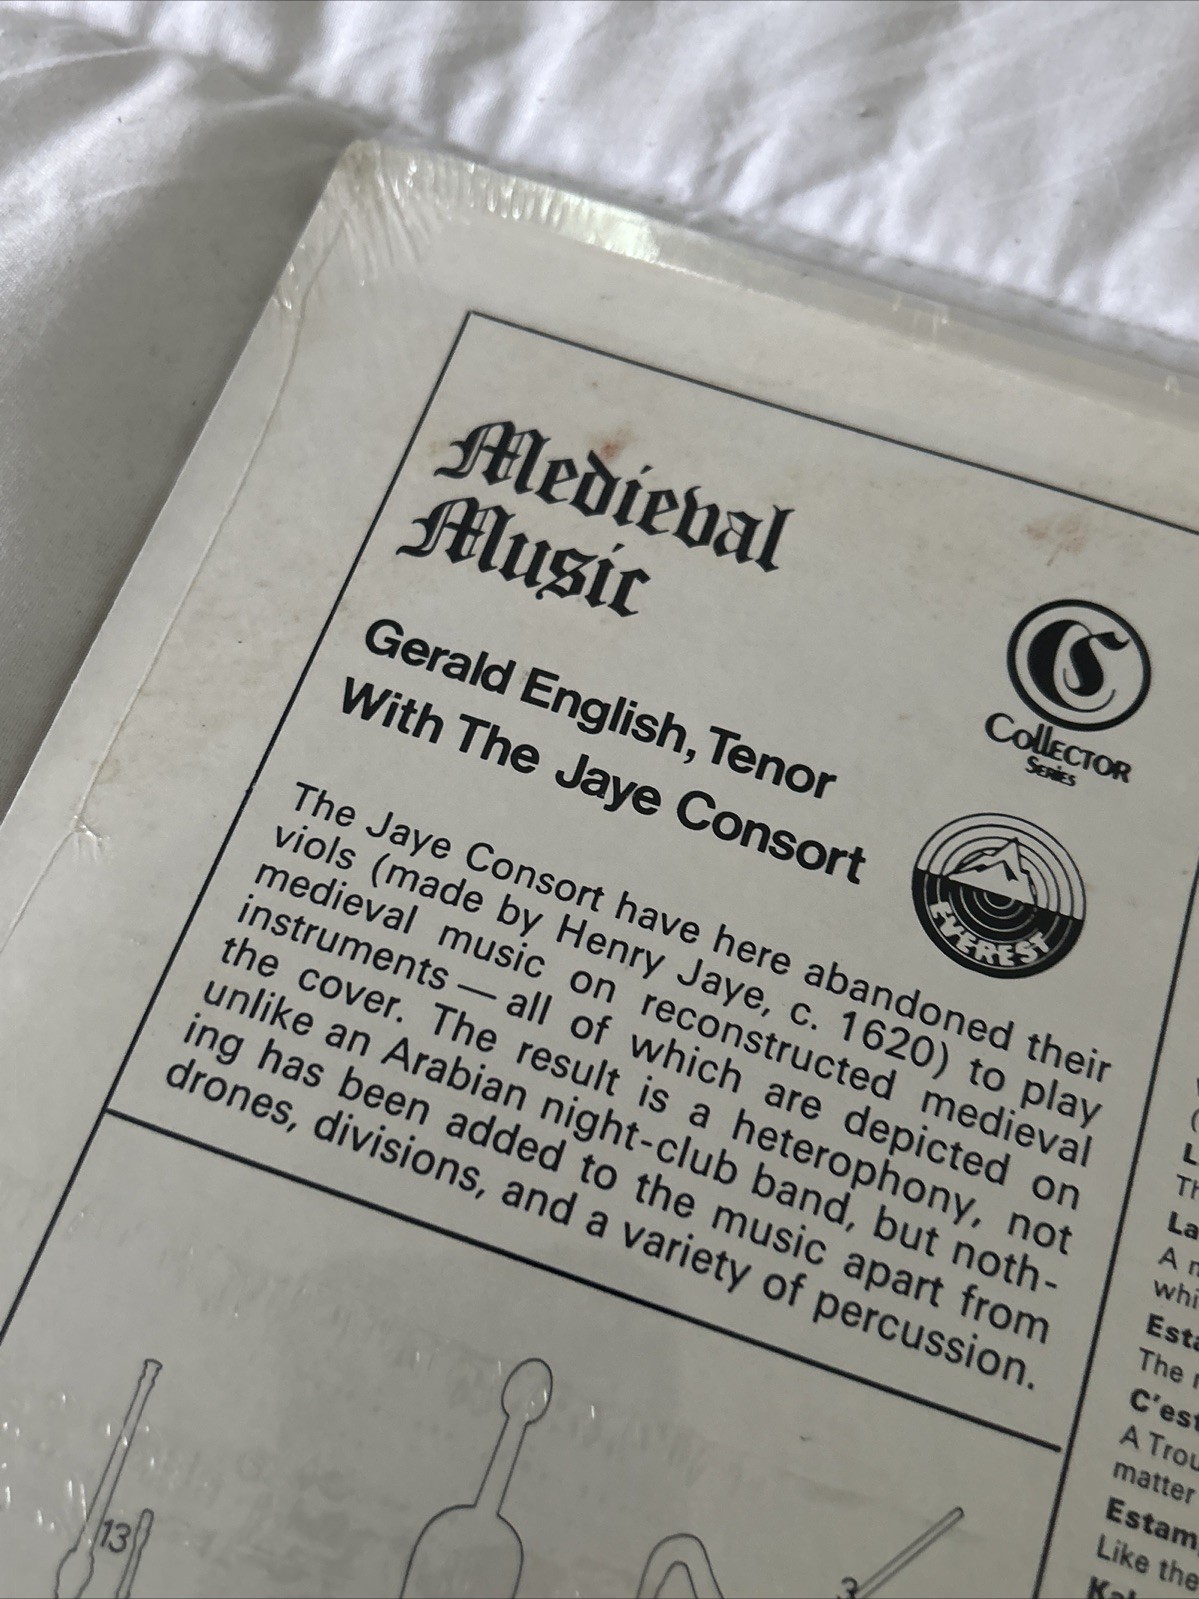 Medieval
Music
Gerald English, Tenor
With The Jaye Consort
C S
Collector
Series
EVEREST
The Jaye Consort have here abandoned their
viols (made by Henry Jaye, c. 1620) to play
medieval music on reconstructed medieval
instruments — all of which are depicted on
the cover. The result is a heterophony, not
unlike an Arabian night-club band, but noth-
ing has been added to the music apart from
drones, divisions, and a variety of percussion.
13
3
L
Th
La
A m
whi
Esta
The r
C'est
A Trou
matter
Estam
Like the